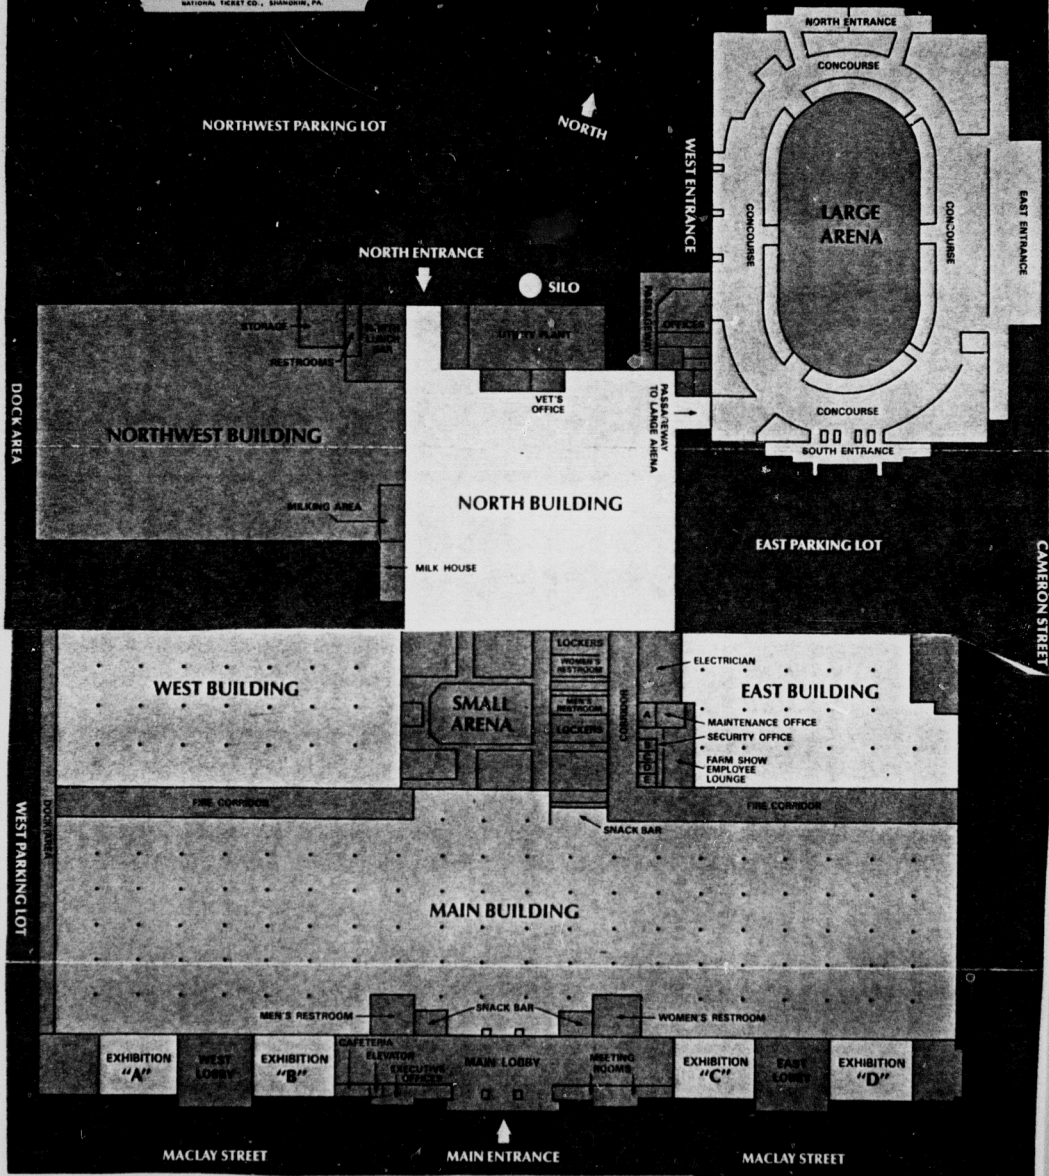 NATIONAL TICKET CO., SHAMOKIN, PA.
NORTH ENTRANCE
CONCOURSE
NORTHWEST PARKING LOT
NORTH
WEST ENTRANCE
CONCOURSE
LARGE
ARENA
CONCOURSE
EAST ENTRANCE
NORTH ENTRANCE
SILO
STORAGE
RESTROOMS
NORTH
LUNCH
BAR
UTILITY PLANT
PASSAGEWAY
OFFICES
DOCK AREA
VET'S
OFFICE
PASSAGEWAY
TO LARGE ARENA
CONCOURSE
SOUTH ENTRANCE
NORTHWEST BUILDING
MILKING AREA
NORTH BUILDING
EAST PARKING LOT
CAMERON STREET
MILK HOUSE
WEST BUILDING
SMALL
ARENA
LOCKERS
WOMEN'S
RESTROOM
MEN'S
RESTROOM
LOCKERS
CORRIDOR
ELECTRICIAN
EAST BUILDING
A
MAINTENANCE OFFICE
SECURITY OFFICE
B
C
D
E
FARM SHOW
EMPLOYEE
LOUNGE
WEST PARKING LOT
DOCK AREA
FIRE CORRIDOR
FIRE CORRIDOR
SNACK BAR
MAIN BUILDING
MEN'S RESTROOM
SNACK BAR
WOMEN'S RESTROOM
EXHIBITION
"A"
WEST
LOBBY
EXHIBITION
"B"
CAFETERIA
ELEVATOR
EXECUTIVE
OFFICES
MAIN LOBBY
MEETING
ROOMS
EXHIBITION
"C"
EAST
LOBBY
EXHIBITION
"D"
MACLAY STREET
MAIN ENTRANCE
MACLAY STREET